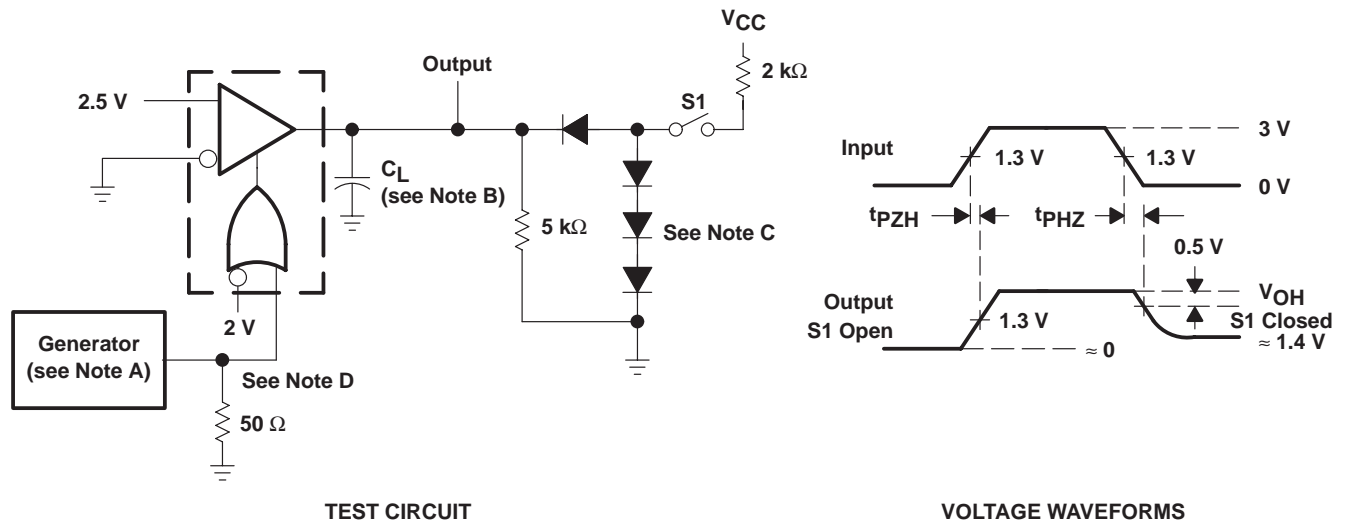 VCC
2 kΩ
Output
S1
2.5 V
CL
(see Note B)
5 kΩ
See Note C
2 V
Generator
(see Note A)
See Note D
50 Ω
TEST CIRCUIT
Input
3 V
1.3 V
1.3 V
0 V
tPZH
tPHZ
0.5 V
Output
S1 Open
VOH
S1 Closed
≈ 1.4 V
1.3 V
≈ 0
VOLTAGE WAVEFORMS